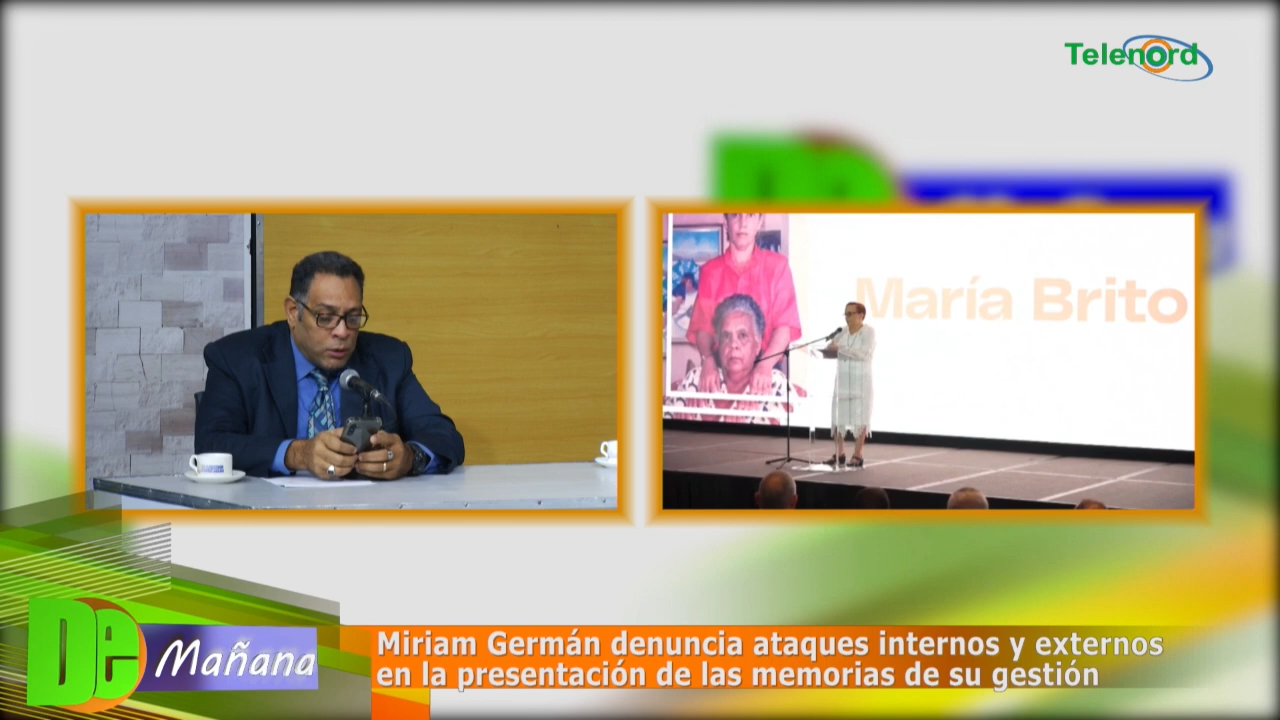 Telenord
María Brito
De
Mañana
Miriam Germán denuncia ataques internos y externos
en la presentación de las memorias de su gestión